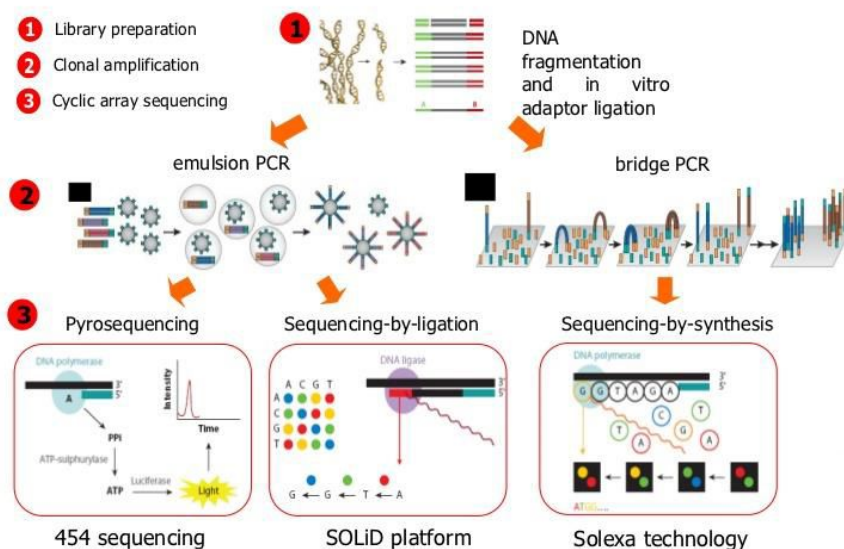 1 Library preparation
2 Clonal amplification
3 Cyclic array sequencing
1
DNA
fragmentation
and in vitro
adaptor ligation
A B
emulsion PCR
bridge PCR
2
3
Pyrosequencing
DNA polymerase
3'
5'
A
PPi
ATP-sulphurylase
ATP
Luciferase
Light
Intensity
Time
454 sequencing
Sequencing-by-ligation
A C G T
A
C
G
T
DNA ligase
3'
5'
G G T A
SOLiD platform
Sequencing-by-synthesis
DNA polymerase
3'
5'
G G T A G A
C T
T A G A
ATGG....
Solexa technology